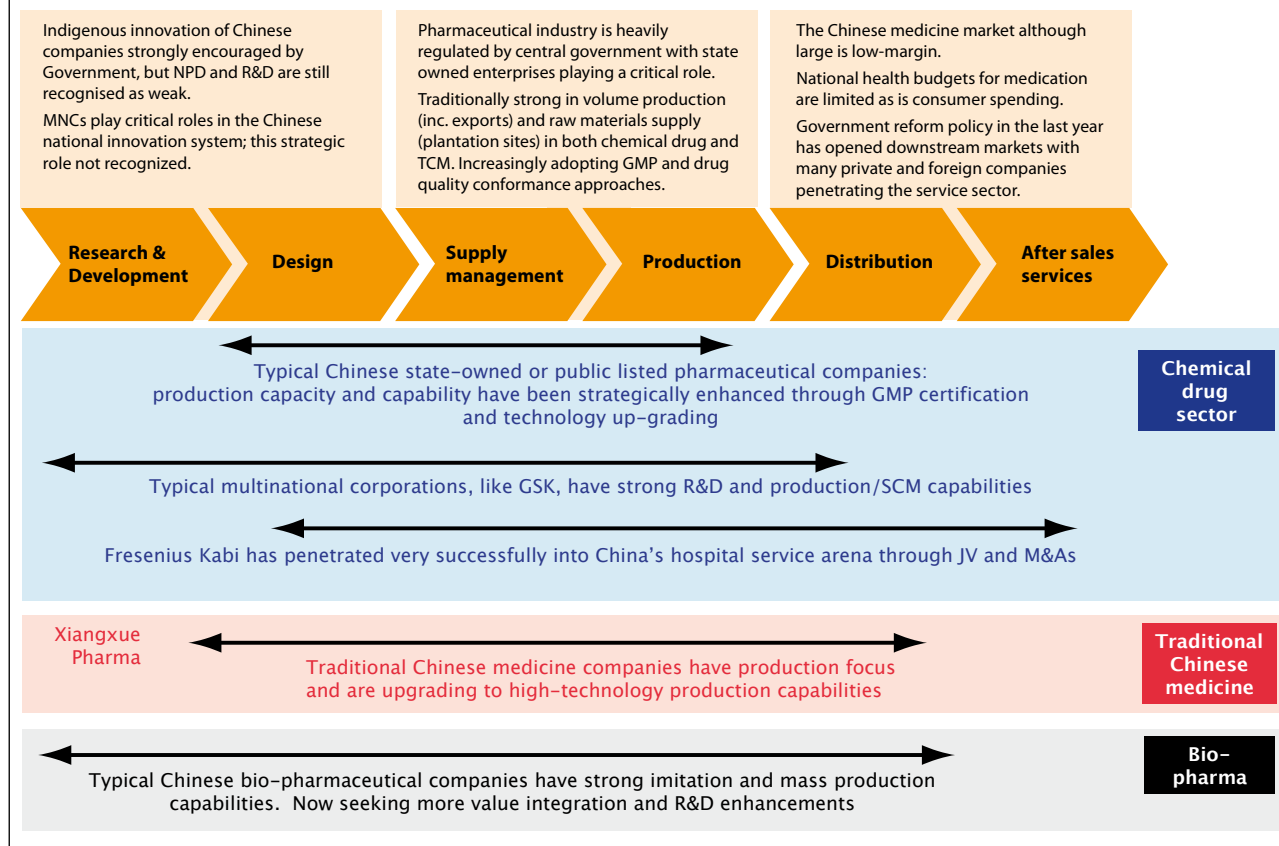 Indigenous innovation of Chinese
companies strongly encouraged by
Government, but NPD and R&D are still
recognised as weak.
MNCs play critical roles in the Chinese
national innovation system; this strategic
role not recognized.
Pharmaceutical industry is heavily
regulated by central government with state
owned enterprises playing a critical role.
Traditionally strong in volume production
(inc. exports) and raw materials supply
(plantation sites) in both chemical drug and
TCM. Increasingly adopting GMP and drug
quality conformance approaches.
The Chinese medicine market although
large is low-margin.
National health budgets for medication
are limited as is consumer spending.
Government reform policy in the last year
has opened downstream markets with
many private and foreign companies
penetrating the service sector.
Research &
Development
Design
Supply
management
Production
Distribution
After sales
services
Typical Chinese state-owned or public listed pharmaceutical companies:
production capacity and capability have been strategically enhanced through GMP certification
and technology up-grading
Chemical
drug
sector
Typical multinational corporations, like GSK, have strong R&D and production/SCM capabilities
Fresenius Kabi has penetrated very successfully into China's hospital service arena through JV and M&As
Xiangxue
Pharma
Traditional Chinese medicine companies have production focus
and are upgrading to high-technology production capabilities
Traditional
Chinese
medicine
Typical Chinese bio-pharmaceutical companies have strong imitation and mass production
capabilities.  Now seeking more value integration and R&D enhancements
Bio-
pharma